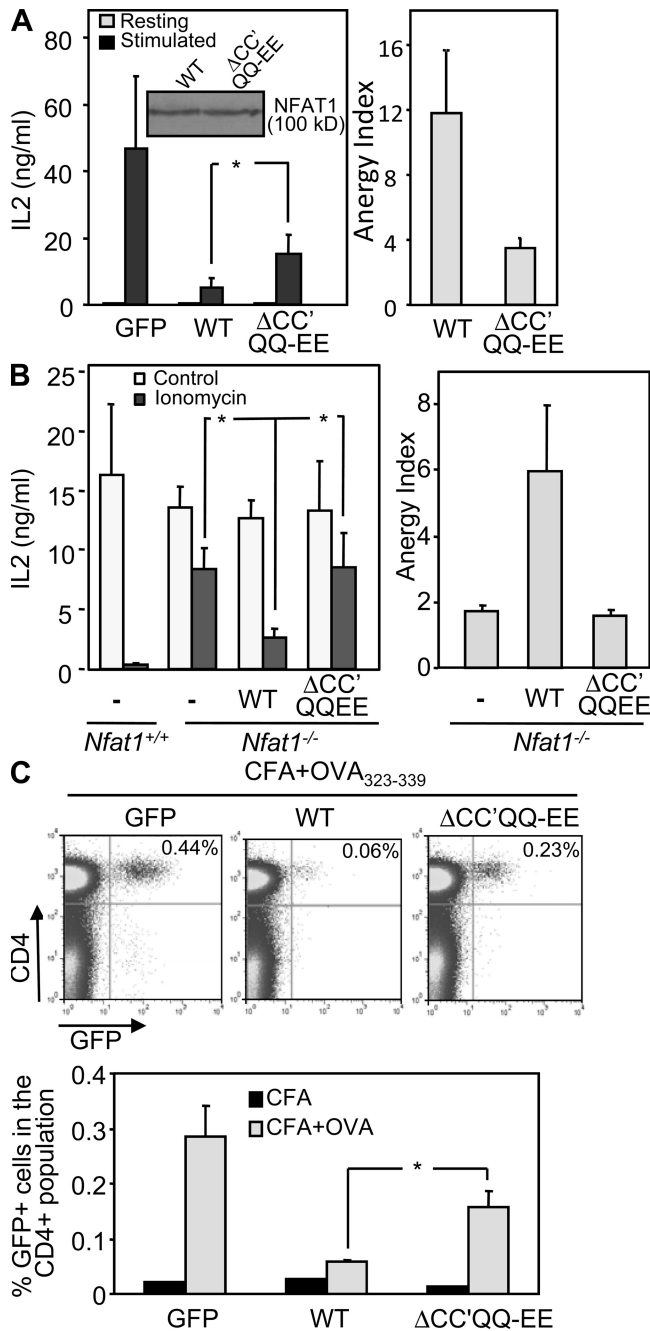 A
Resting
Stimulated
WT
ΔCC'
QQ-EE
NFAT1
(100 kD)
*
IL2 (ng/ml)
80
60
40
20
0
GFP
WT
ΔCC'
QQ-EE
Anergy Index
16
12
8
4
0
WT
ΔCC'
QQ-EE
B
Control
Ionomycin
* *
IL2 (ng/ml)
25
20
15
10
5
0
- - WT ΔCC'
QQEE
Nfat1+/+ Nfat1-/-
Anergy Index
8
6
4
2
0
- WT ΔCC'
QQEE
Nfat1-/-
C
CFA+OVA323-339
GFP WT ΔCC'QQ-EE
0.44% 0.06% 0.23%
CD4
GFP
% GFP+ cells in the
CD4+ population
0.4
0.3
0.2
0.1
0
CFA
CFA+OVA
*
GFP WT ΔCC'QQ-EE